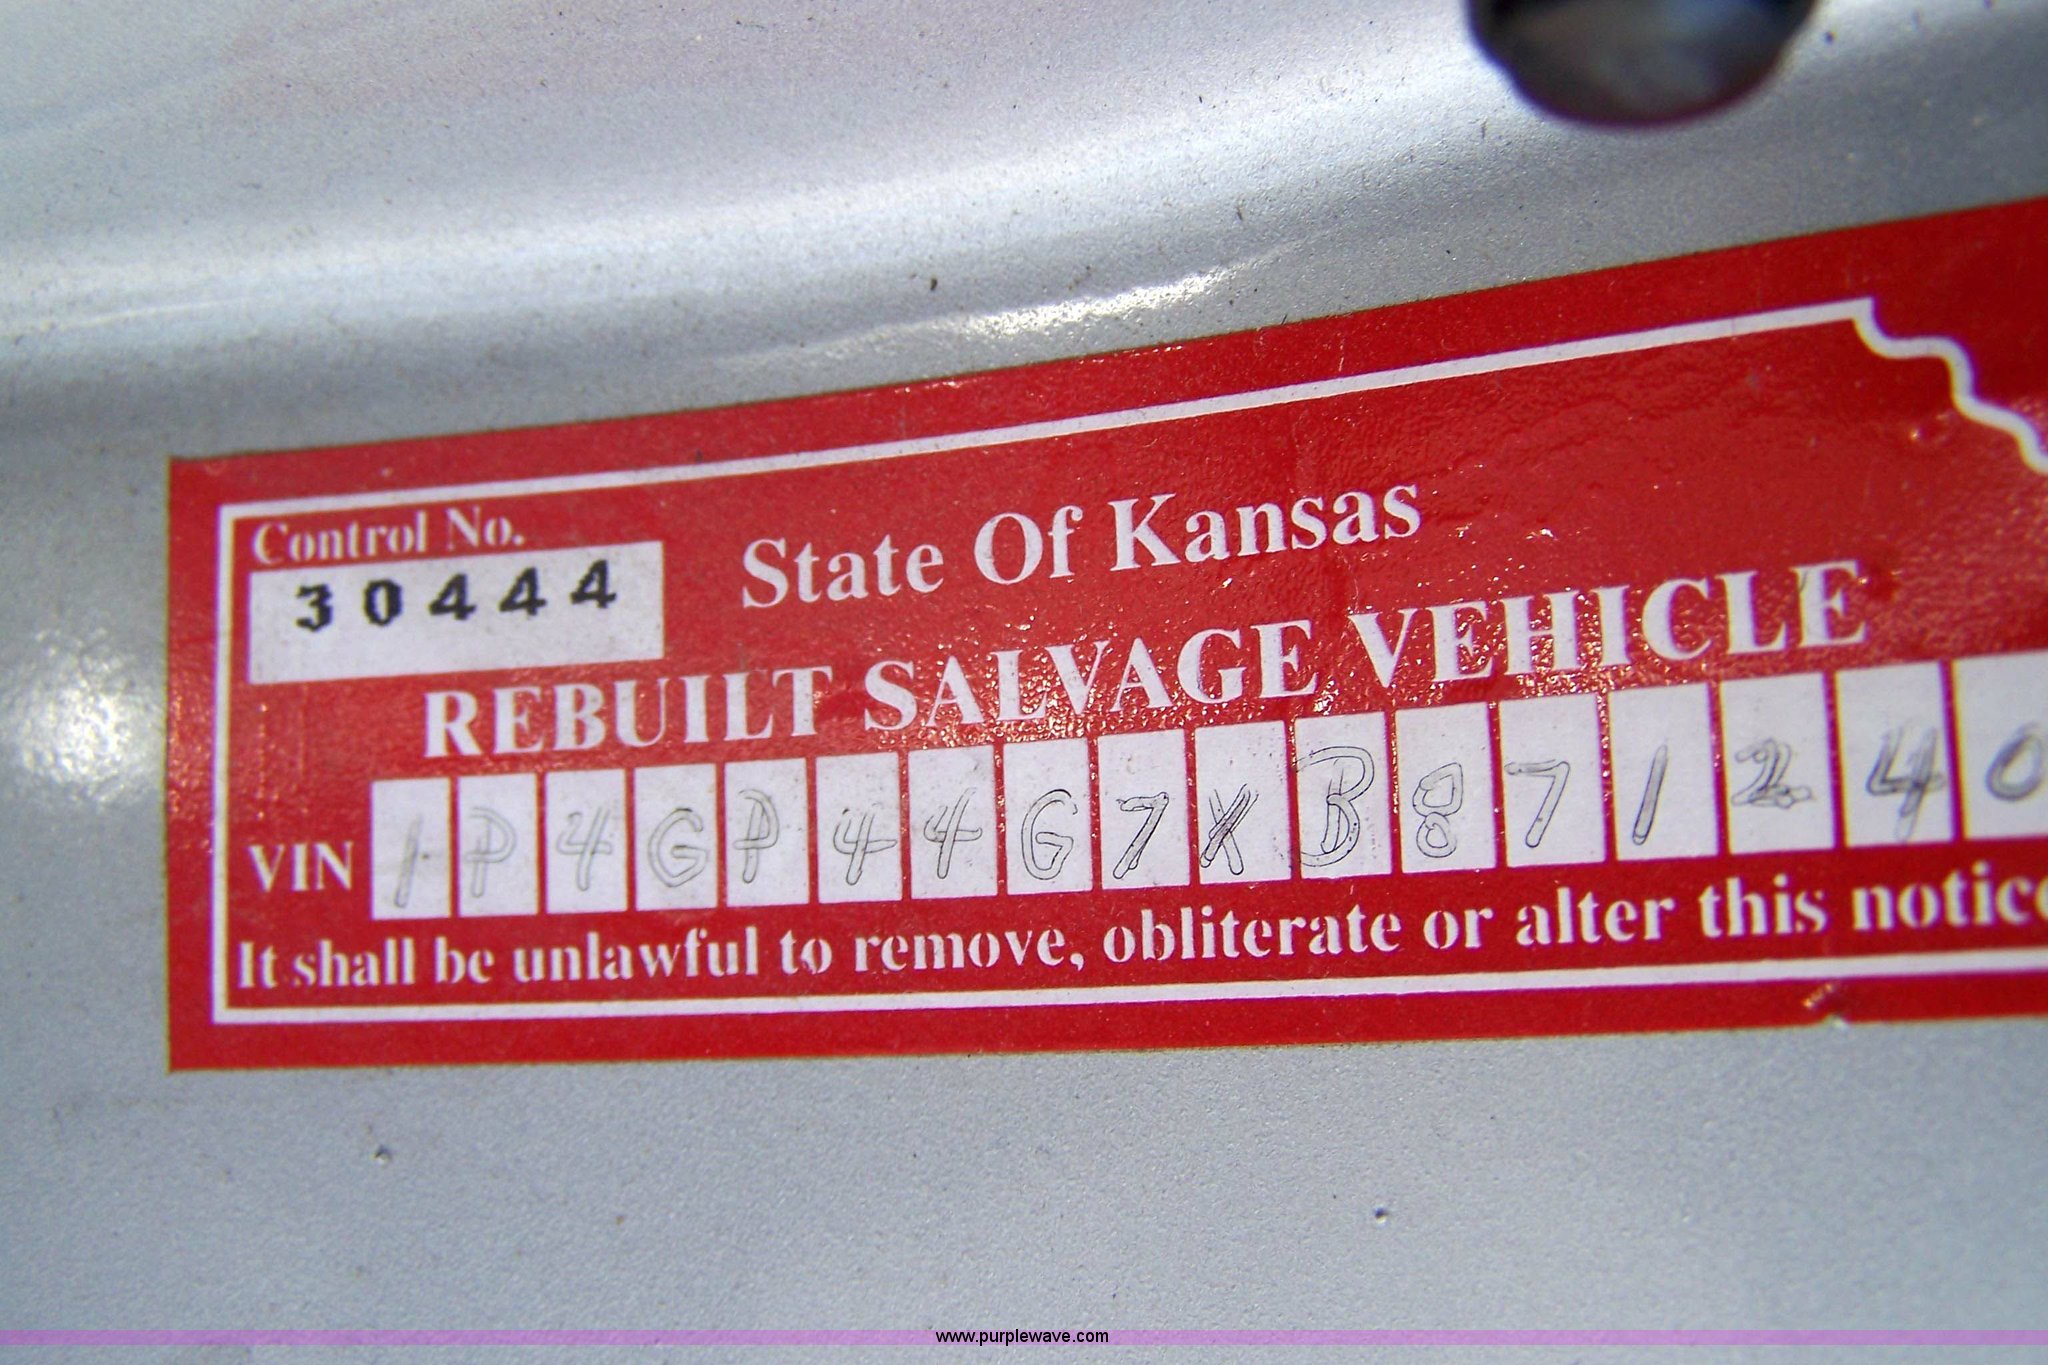 Control No.
30444
State Of Kansas
REBUILT SALVAGE VEHICLE
VIN 1P4GP44G7XB871240
It shall be unlawful to remove, obliterate or alter this notice
www.purplewave.com